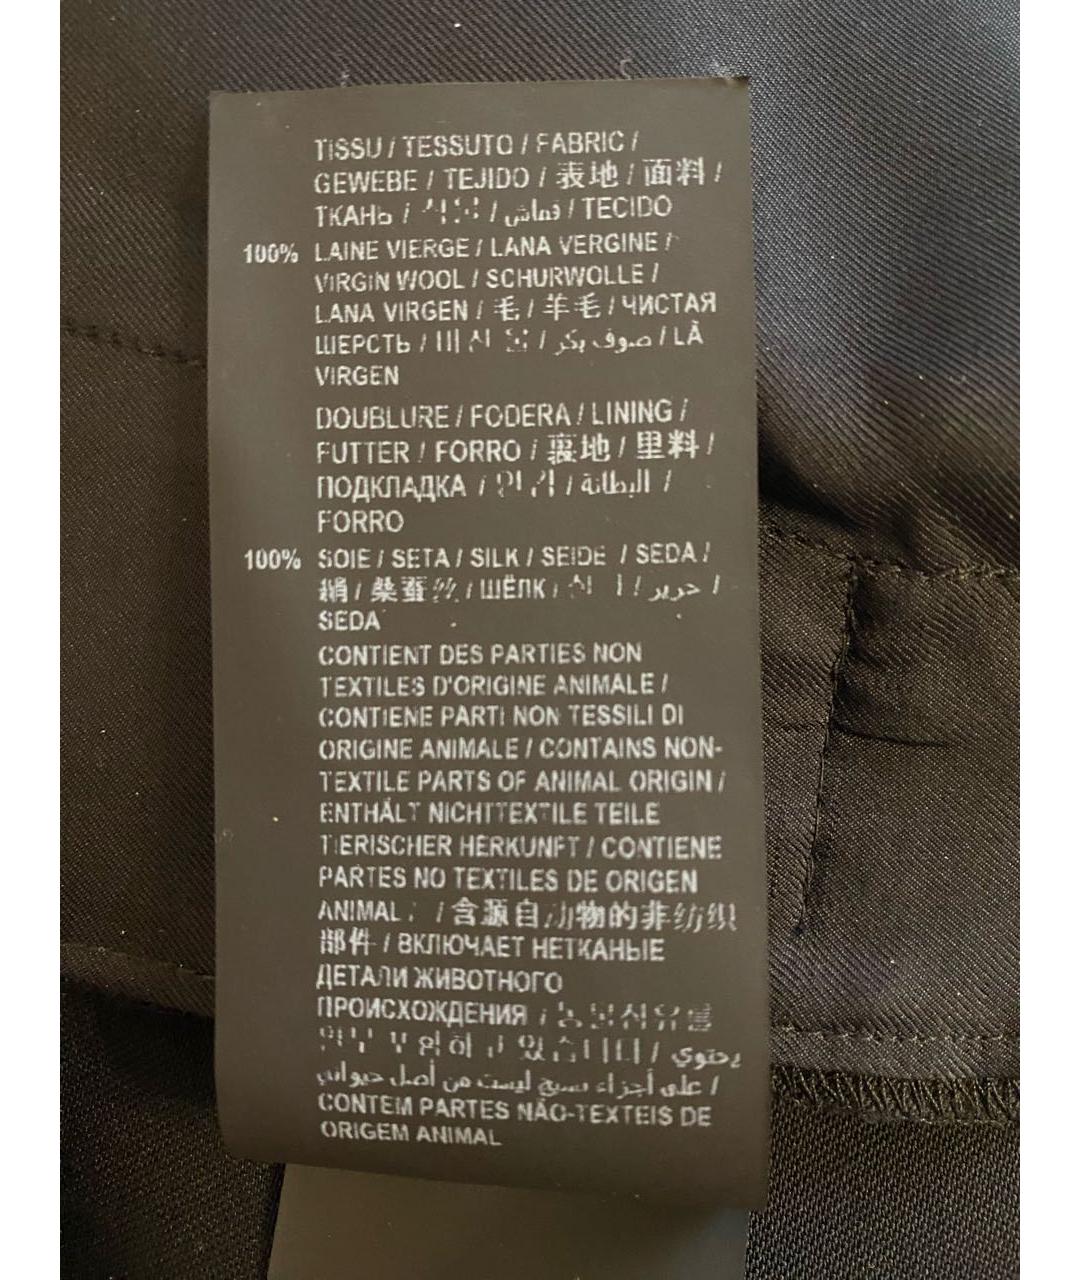 TISSU / TESSUTO / FABRIC /
GEWEBE / TEJIDO / 表地 / 面料 /
ТКАНЬ / / قماش / TECIDO
100% LAINE VIERGE / LANA VERGINE /
VIRGIN WOOL / SCHURWOLLE /
LANA VIRGEN / 毛 / 羊毛 / ЧИСТАЯ
ШЕРСТЬ / / صوف بكر / LÃ
VIRGEN
DOUBLURE / FODERA / LINING /
FUTTER / FORRO / 裏地 / 里料 /
ПОДКЛАДКА / / البطانة /
FORRO
100% SOIE / SETA / SILK / SEIDE / SEDA /
絹 / 桑蚕丝 / ШЁЛК / / حرير /
SEDA
CONTIENT DES PARTIES NON
TEXTILES D'ORIGINE ANIMALE /
CONTIENE PARTI NON TESSILI DI
ORIGINE ANIMALE / CONTAINS NON-
TEXTILE PARTS OF ANIMAL ORIGIN /
ENTHÄLT NICHTTEXTILE TEILE
TIERISCHER HERKUNFT / CONTIENE
PARTES NO TEXTILES DE ORIGEN
ANIMAL / 含源自动物的非纺织
部件 / ВКЛЮЧАЕТ НЕТКАНЫЕ
ДЕТАЛИ ЖИВОТНОГО
ПРОИСХОЖДЕНИЯ /
/ يحتوي
على أجزاء نسيج ليست من أصل حيواني /
CONTEM PARTES NÃO-TEXTEIS DE
ORIGEM ANIMAL